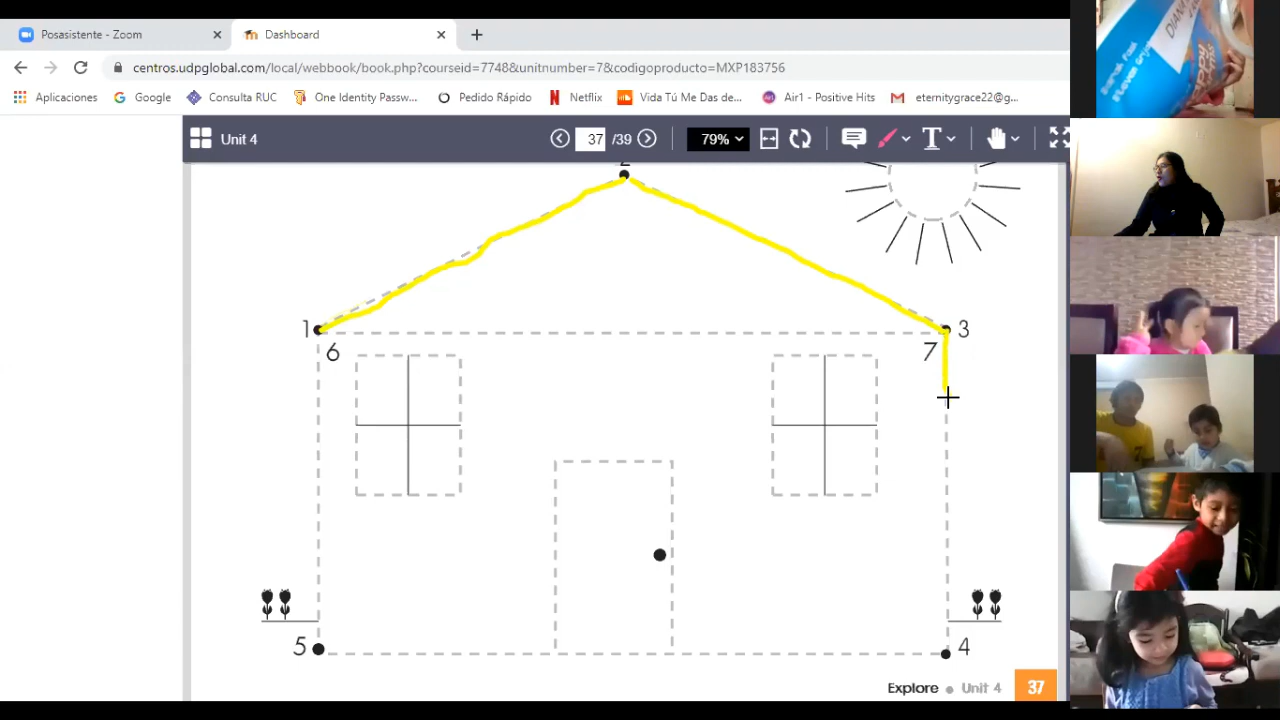 Posasistente - Zoom
Dashboard
centros.udpglobal.com/local/webbook/book.php?courseid=7748&unitnumber=7&codigoproducto=MXP183756
Aplicaciones
Google
Consulta RUC
One Identity Passw...
Pedido Rápido
Netflix
Vida Tú Me Das de...
Air1 - Positive Hits
eternitygrace22@g...
Unit 4
37 /39
79%
T
2
1
3
6
7
5
4
Explore • Unit 4 37